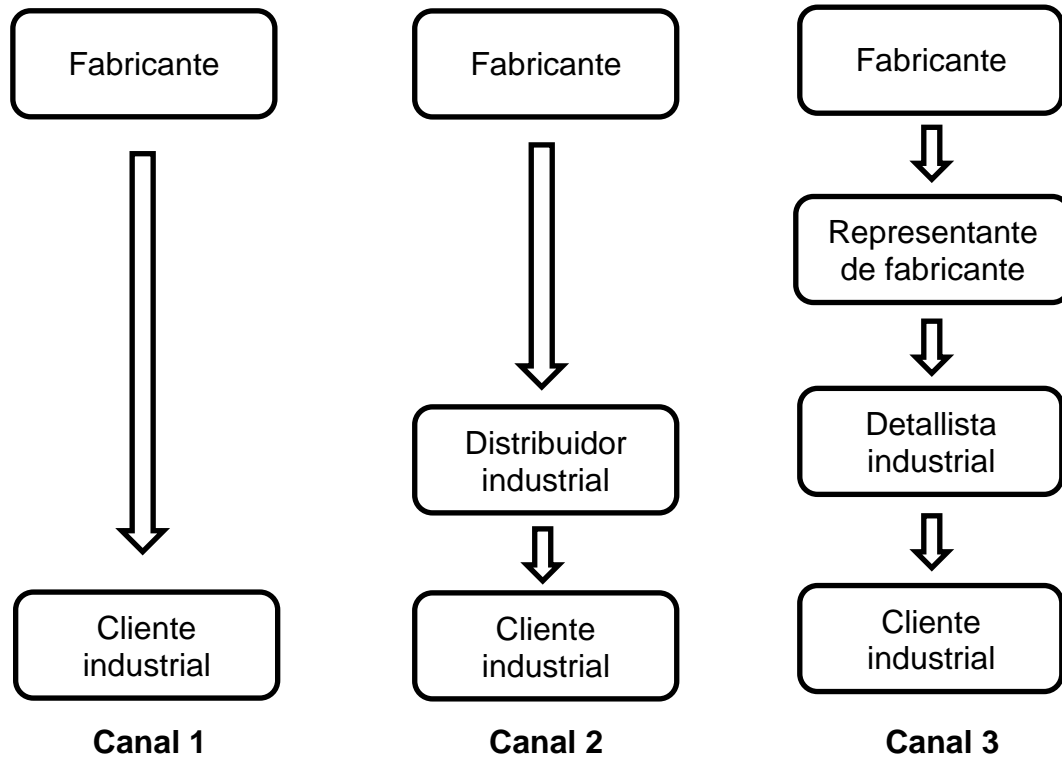 Fabricante
Representante
de fabricante
Detallista
industrial
Cliente
industrial
Fabricante
Distribuidor
industrial
Cliente
industrial
Fabricante
Cliente
industrial
Canal 1
Canal 2
Canal 3